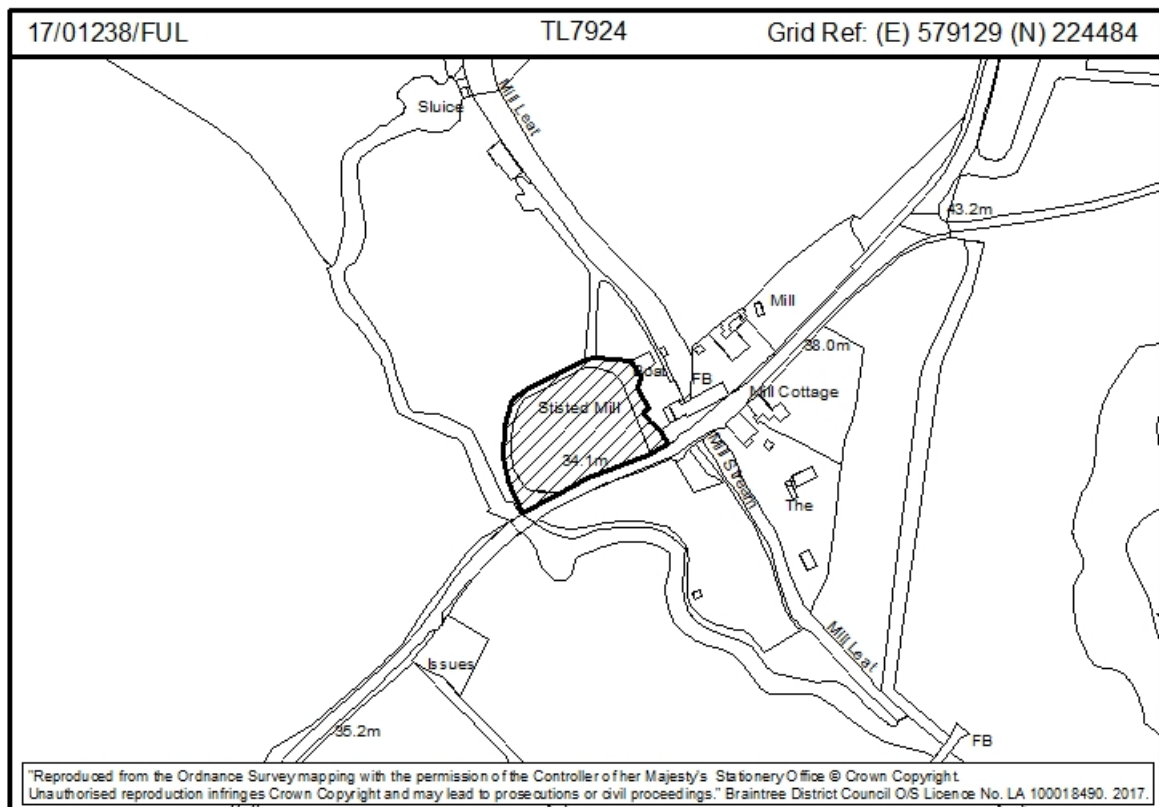 17/01238/FUL TL7924 Grid Ref: (E) 579129 (N) 224484
Sluice
Mill Leat
43.2m
Mill
38.0m
Boat
FB
Mill Cottage
Stisted Mill
34.1m
Mill Stream
The
Mill Leat
Issues
35.2m
FB
"Reproduced from the Ordnance Survey mapping with the permission of the Controller of her Majesty's Stationery Office © Crown Copyright.
Unauthorised reproduction infringes Crown Copyright and may lead to prosecutions or civil proceedings." Braintree District Council O/S Licence No. LA 100018490. 2017.